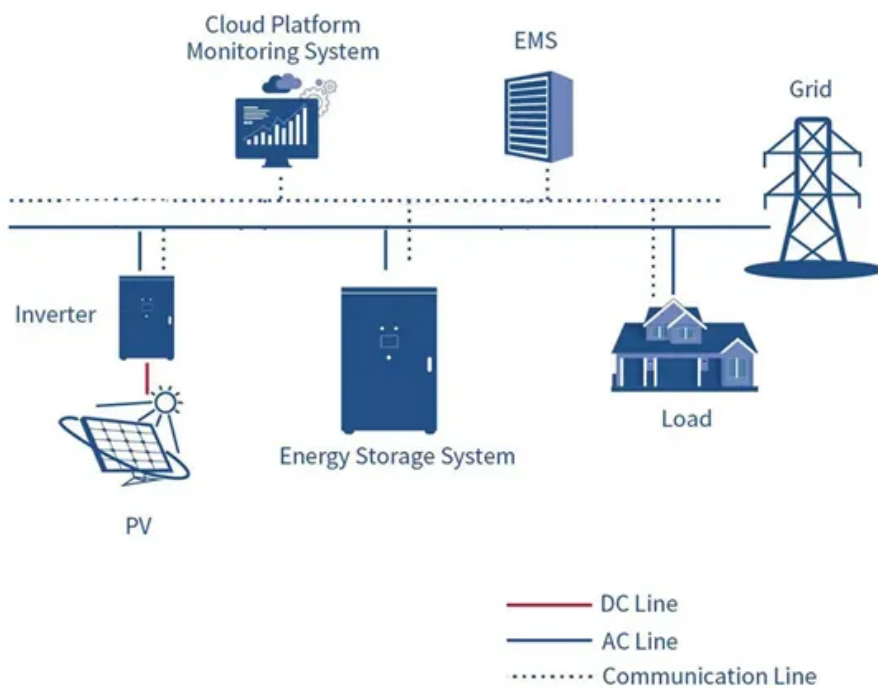 Cloud Platform
Monitoring System
EMS
Grid
Inverter
Load
Energy Storage System
PV
DC Line
AC Line
Communication Line